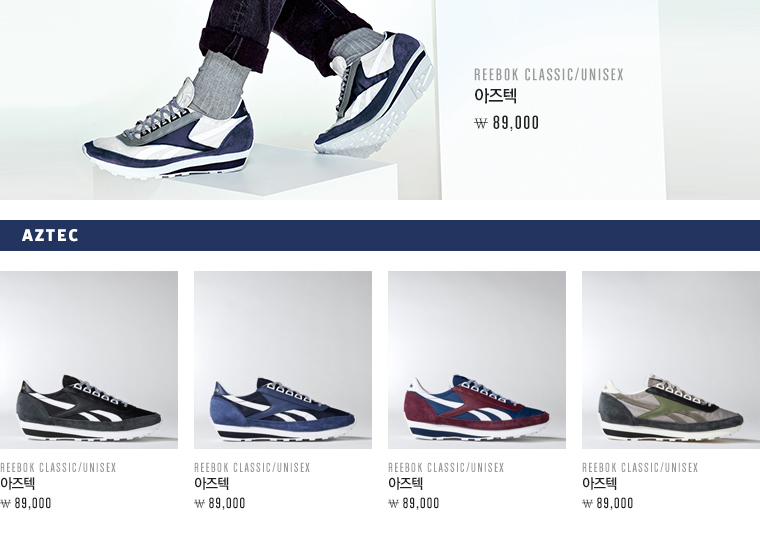 REEBOK CLASSIC/UNISEX
아즈텍
₩ 89,000
AZTEC
REEBOK CLASSIC/UNISEX
아즈텍
₩ 89,000
REEBOK CLASSIC/UNISEX
아즈텍
₩ 89,000
REEBOK CLASSIC/UNISEX
아즈텍
₩ 89,000
REEBOK CLASSIC/UNISEX
아즈텍
₩ 89,000